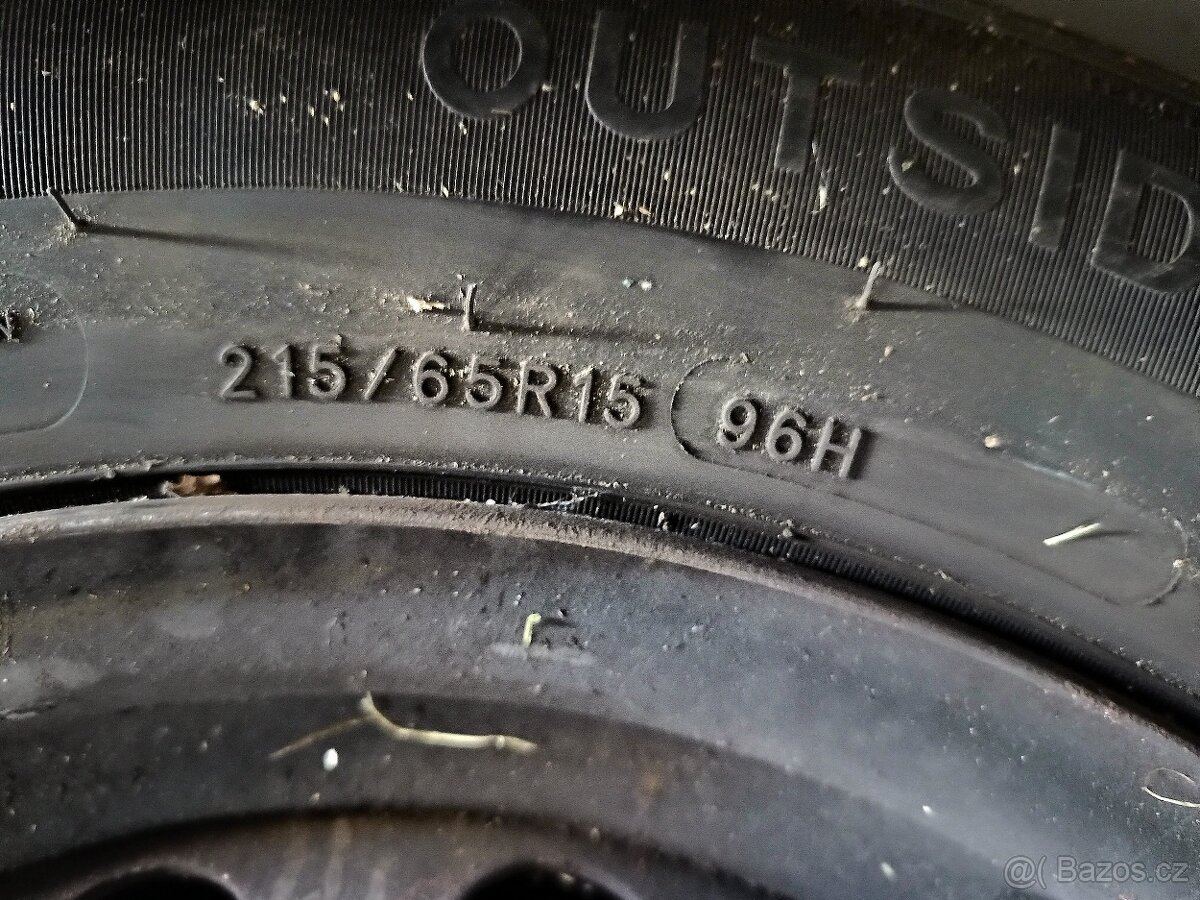 OUTSID
215/65R15 96H
@( Bazos.cz